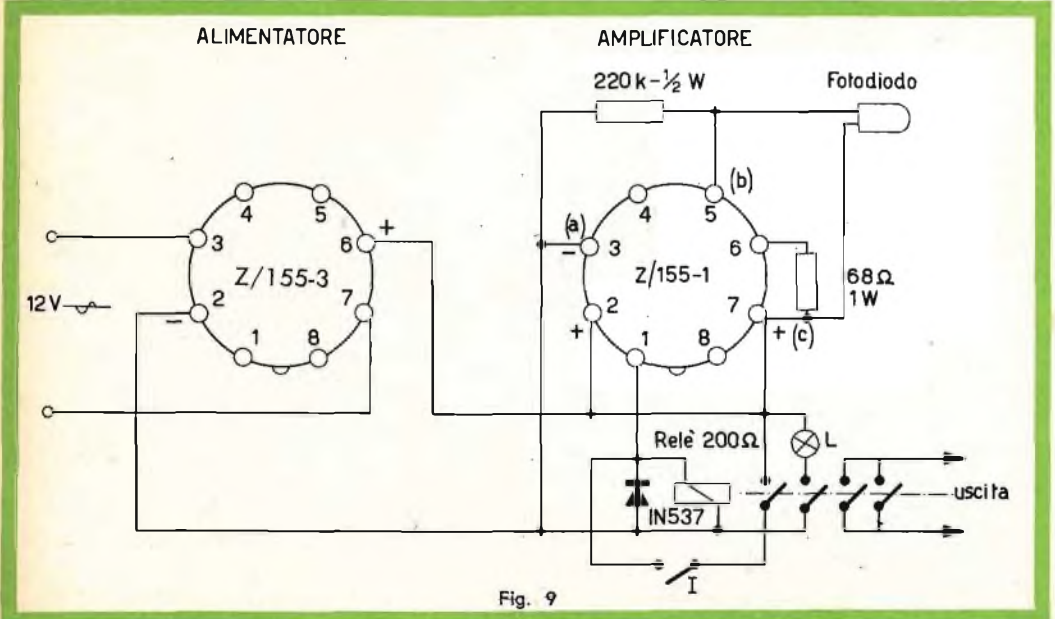 ALIMENTATORE
AMPLIFICATORE
220 k-½ W
Fotodiodo
4
5
3
6
+
Z/155-3
12V
2
7
−
1
8
(a)
(b)
4
5
−
3
6
Z/155-1
68Ω
1W
2
7
+
+ (c)
1
8
Relè 200Ω
L
IN537
uscita
I
Fig. 9